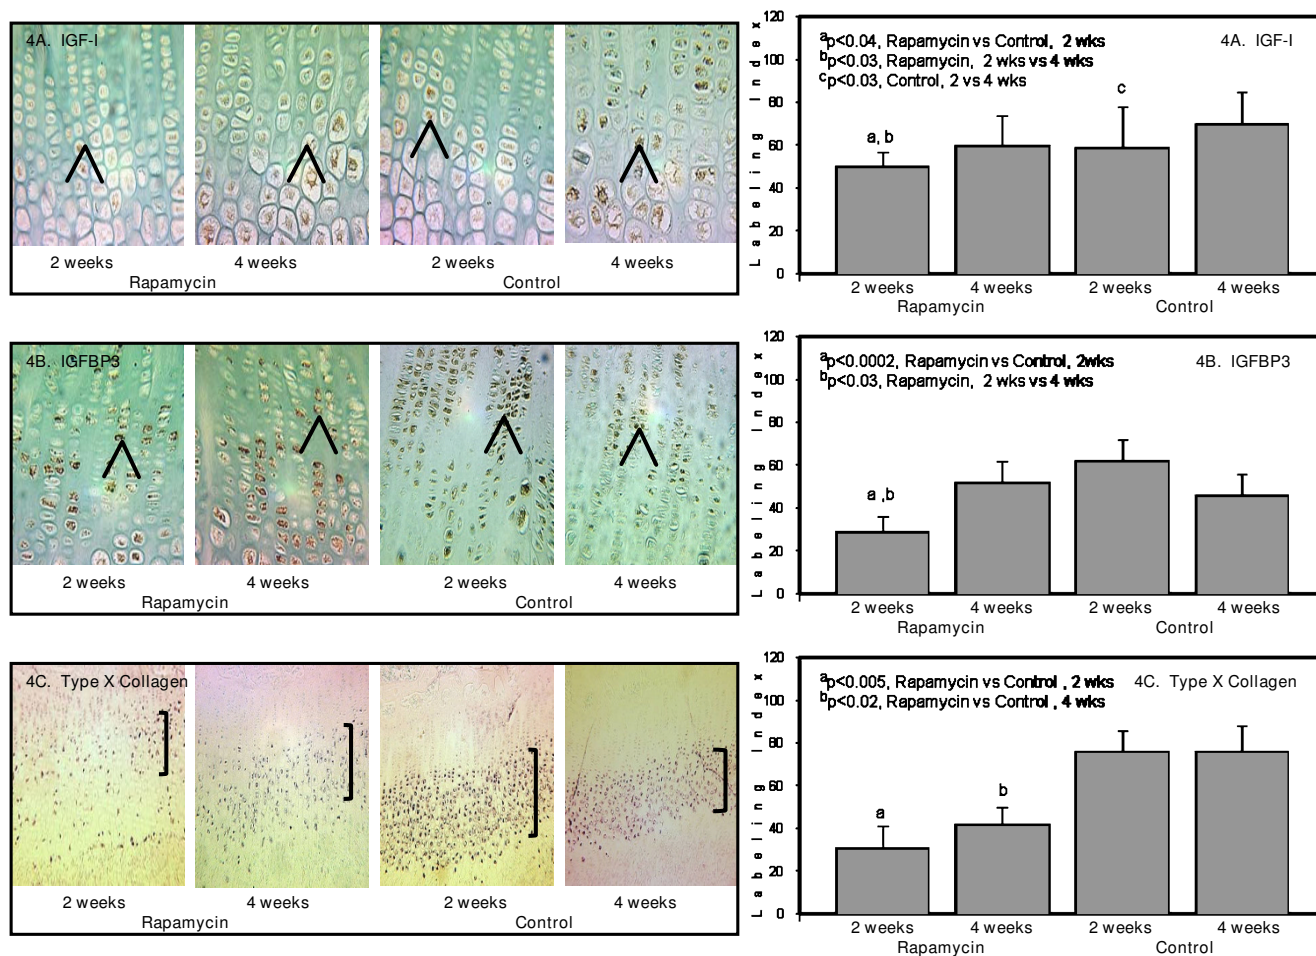 4A. IGF-I
2 weeks 4 weeks 2 weeks 4 weeks
Rapamycin Control
120
100
80
60
40
20
0
Labeling Index
ap<0.04, Rapamycin vs Control, 2 wks
bp<0.03, Rapamycin, 2 wks vs 4 wks
cp<0.03, Control, 2 vs 4 wks
4A. IGF-I
a, b
c
2 weeks 4 weeks 2 weeks 4 weeks
Rapamycin Control
4B. IGFBP3
2 weeks 4 weeks 2 weeks 4 weeks
Rapamycin Control
120
100
80
60
40
20
0
Labeling Index
ap<0.0002, Rapamycin vs Control, 2wks
bp<0.03, Rapamycin, 2 wks vs 4 wks
4B. IGFBP3
a ,b
2 weeks 4 weeks 2 weeks 4 weeks
Rapamycin Control
4C. Type X Collagen
2 weeks 4 weeks 2 weeks 4 weeks
Rapamycin Control
120
100
80
60
40
20
0
Labeling Index
ap<0.005, Rapamycin vs Control , 2 wks
bp<0.02, Rapamycin vs Control , 4 wks
4C. Type X Collagen
a
b
2 weeks 4 weeks 2 weeks 4 weeks
Rapamycin Control